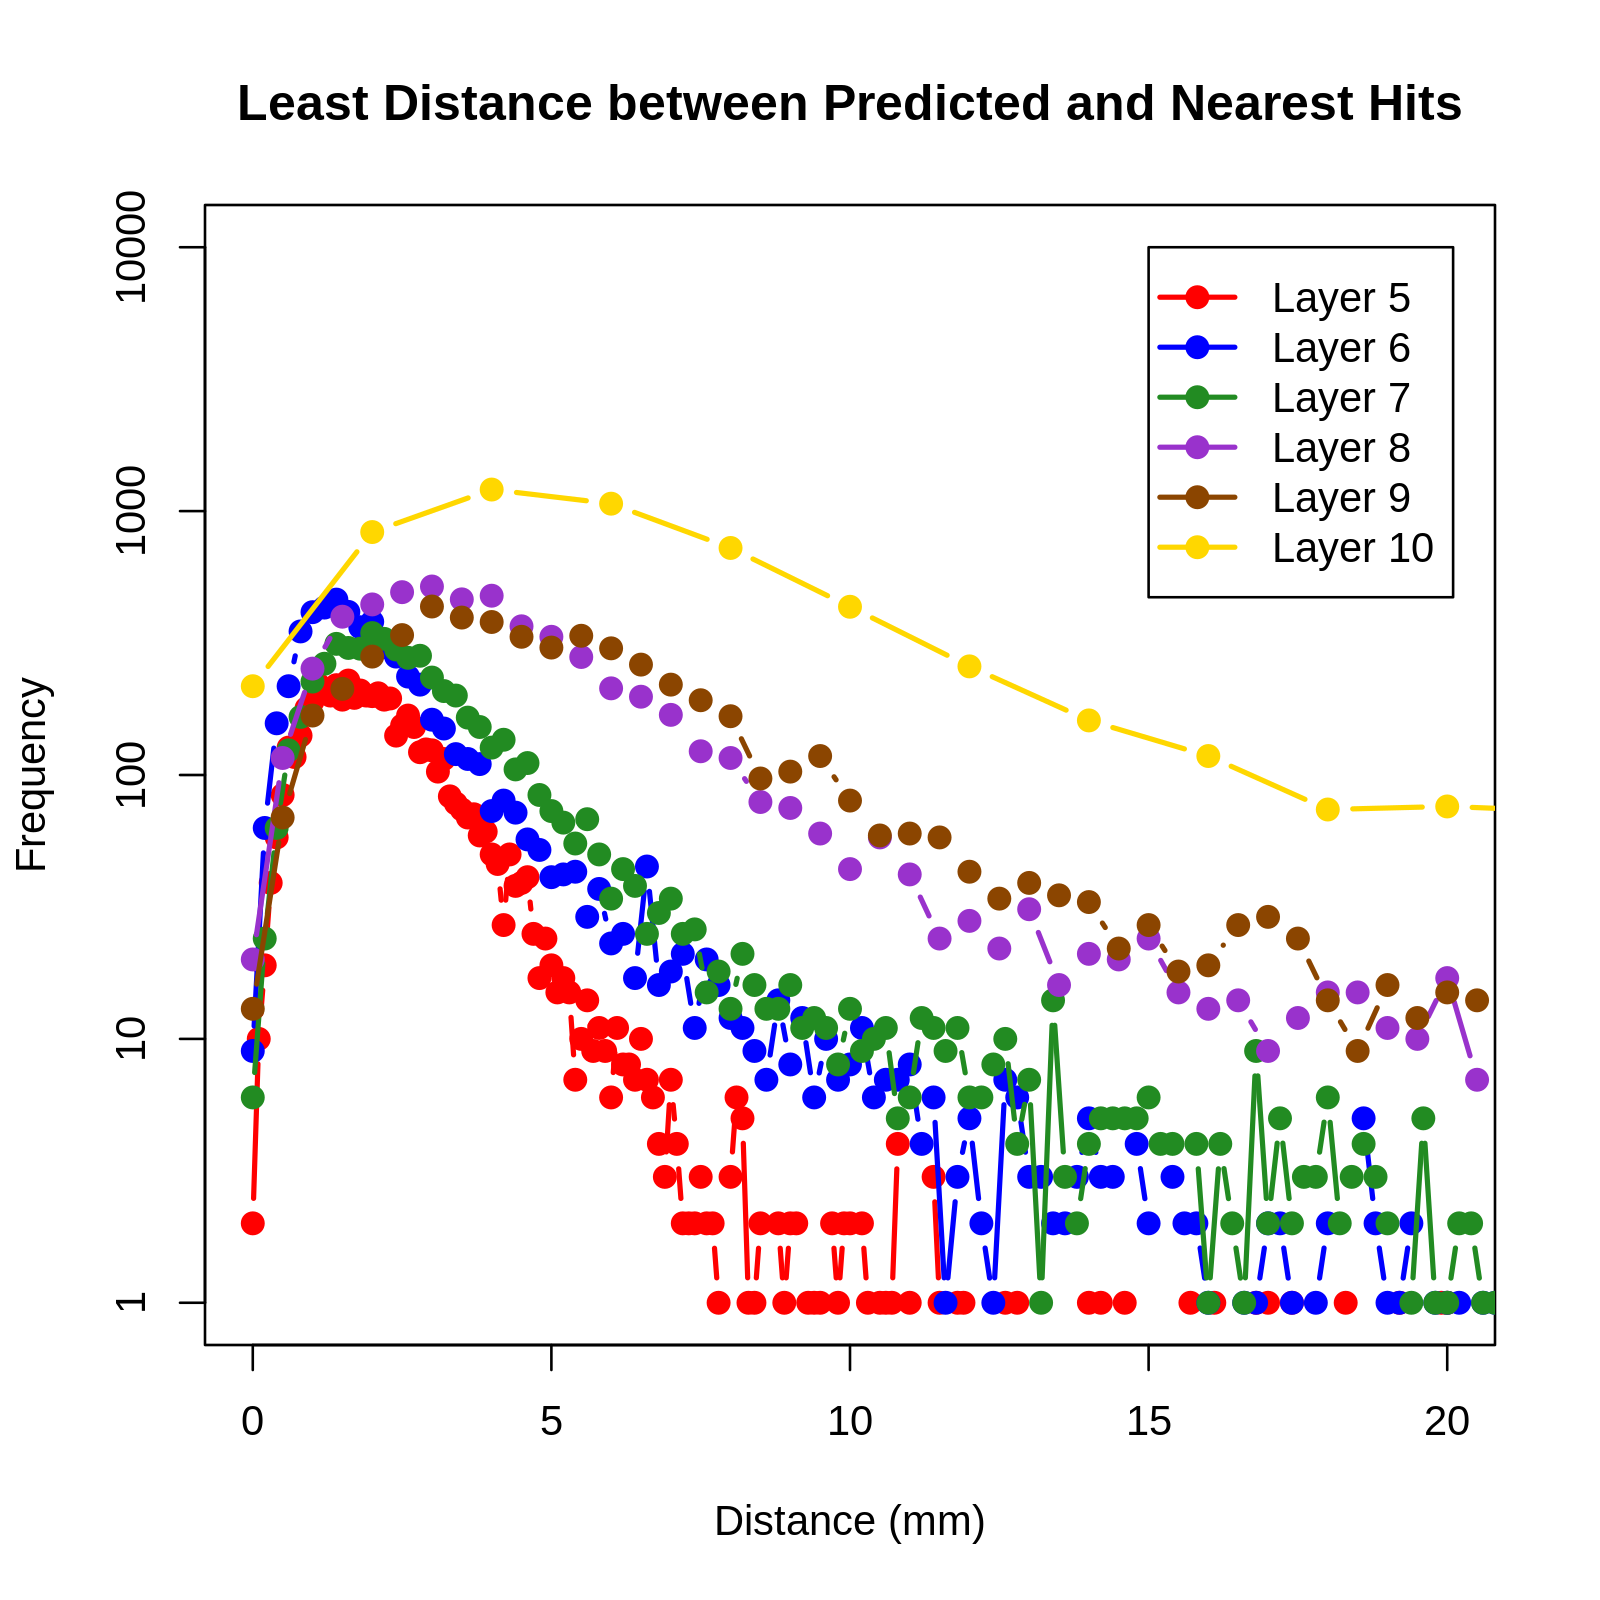 Least Distance between Predicted and Nearest Hits
10000
1000
100
10
1
Frequency
Layer 5
Layer 6
Layer 7
Layer 8
Layer 9
Layer 10
0 5 10 15 20
Distance (mm)